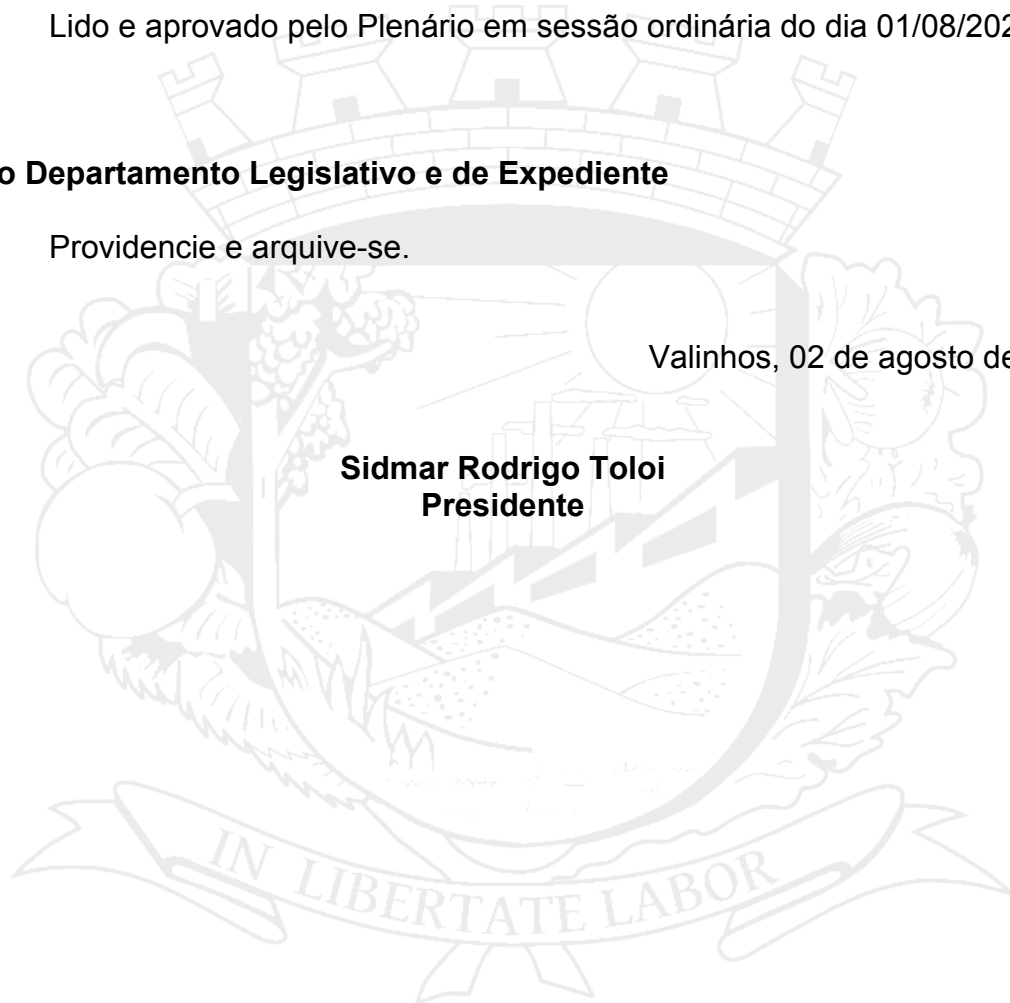 Lido e aprovado pelo Plenário em sessão ordinária do dia 01/08/202
o Departamento Legislativo e de Expediente
Providencie e arquive-se.
Valinhos, 02 de agosto de
Sidmar Rodrigo Toloi
Presidente
IN LIBERTATE LABOR